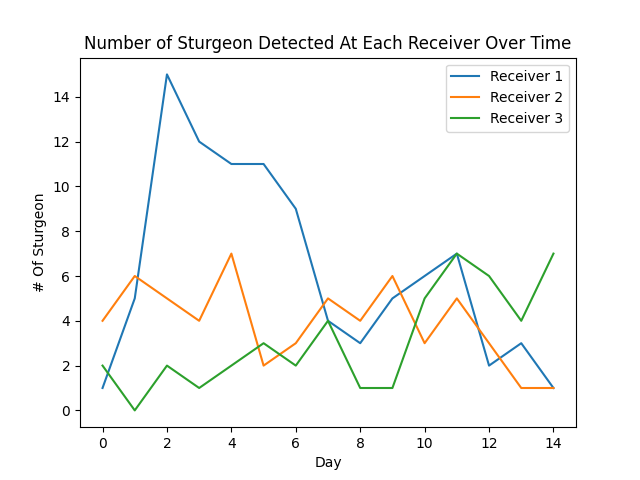 Number of Sturgeon Detected At Each Receiver Over Time
Receiver 1
Receiver 2
Receiver 3
# Of Sturgeon
14
12
10
8
6
4
2
0
0 2 4 6 8 10 12 14
Day